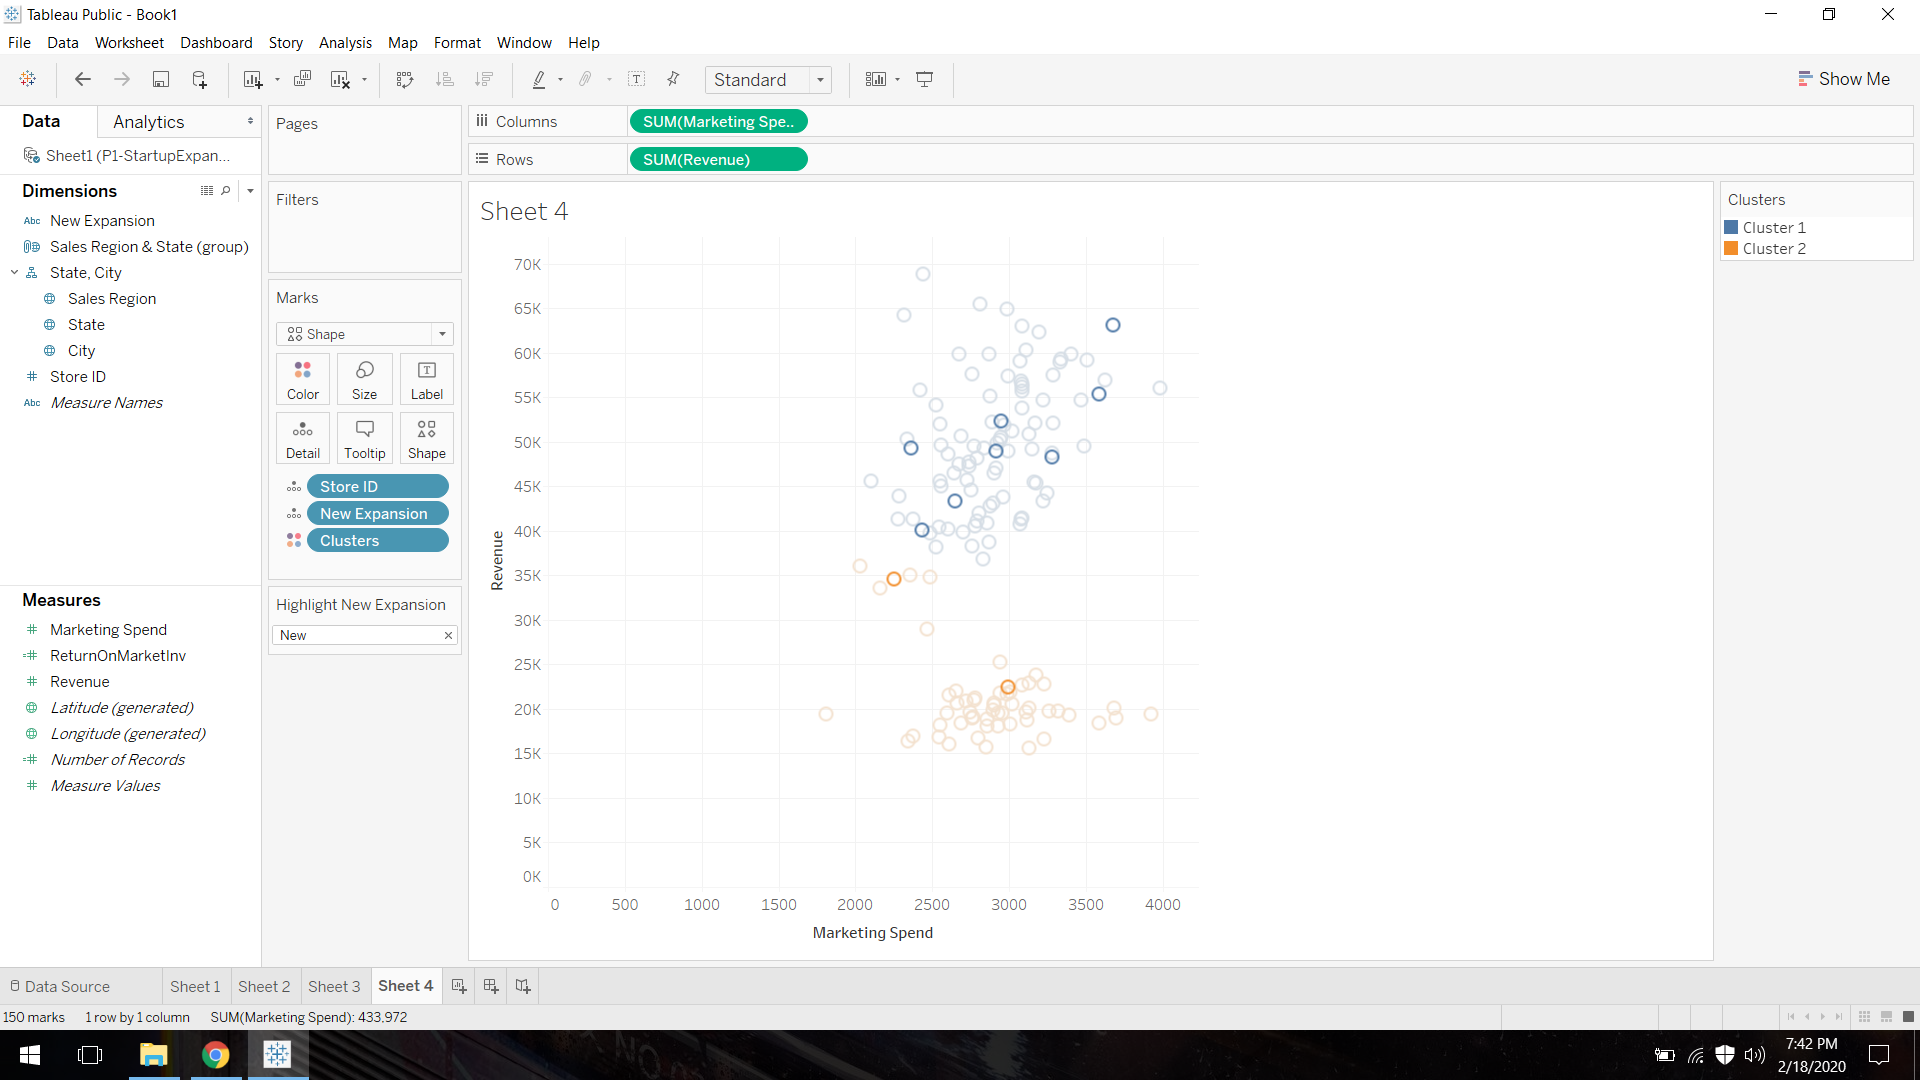 Tableau Public - Book1
File Data Worksheet Dashboard Story Analysis Map Format Window Help
Standard
Show Me
Data
Analytics
Sheet1 (P1-StartupExpan...
Dimensions
Abc New Expansion
Sales Region & State (group)
State, City
Sales Region
State
City
# Store ID
Abc Measure Names
Measures
# Marketing Spend
=# ReturnOnMarketInv
# Revenue
Latitude (generated)
Longitude (generated)
=# Number of Records
# Measure Values
Pages
Filters
Marks
Shape
Color Size Label
Detail Tooltip Shape
Store ID
New Expansion
Clusters
Highlight New Expansion
New
Columns SUM(Marketing Spe..
Rows SUM(Revenue)
Sheet 4
70K
65K
60K
55K
50K
45K
40K
35K
30K
25K
20K
15K
10K
5K
0K
Revenue
0 500 1000 1500 2000 2500 3000 3500 4000
Marketing Spend
Clusters
Cluster 1
Cluster 2
Data Source Sheet 1 Sheet 2 Sheet 3 Sheet 4
150 marks 1 row by 1 column SUM(Marketing Spend): 433,972
7:42 PM
2/18/2020